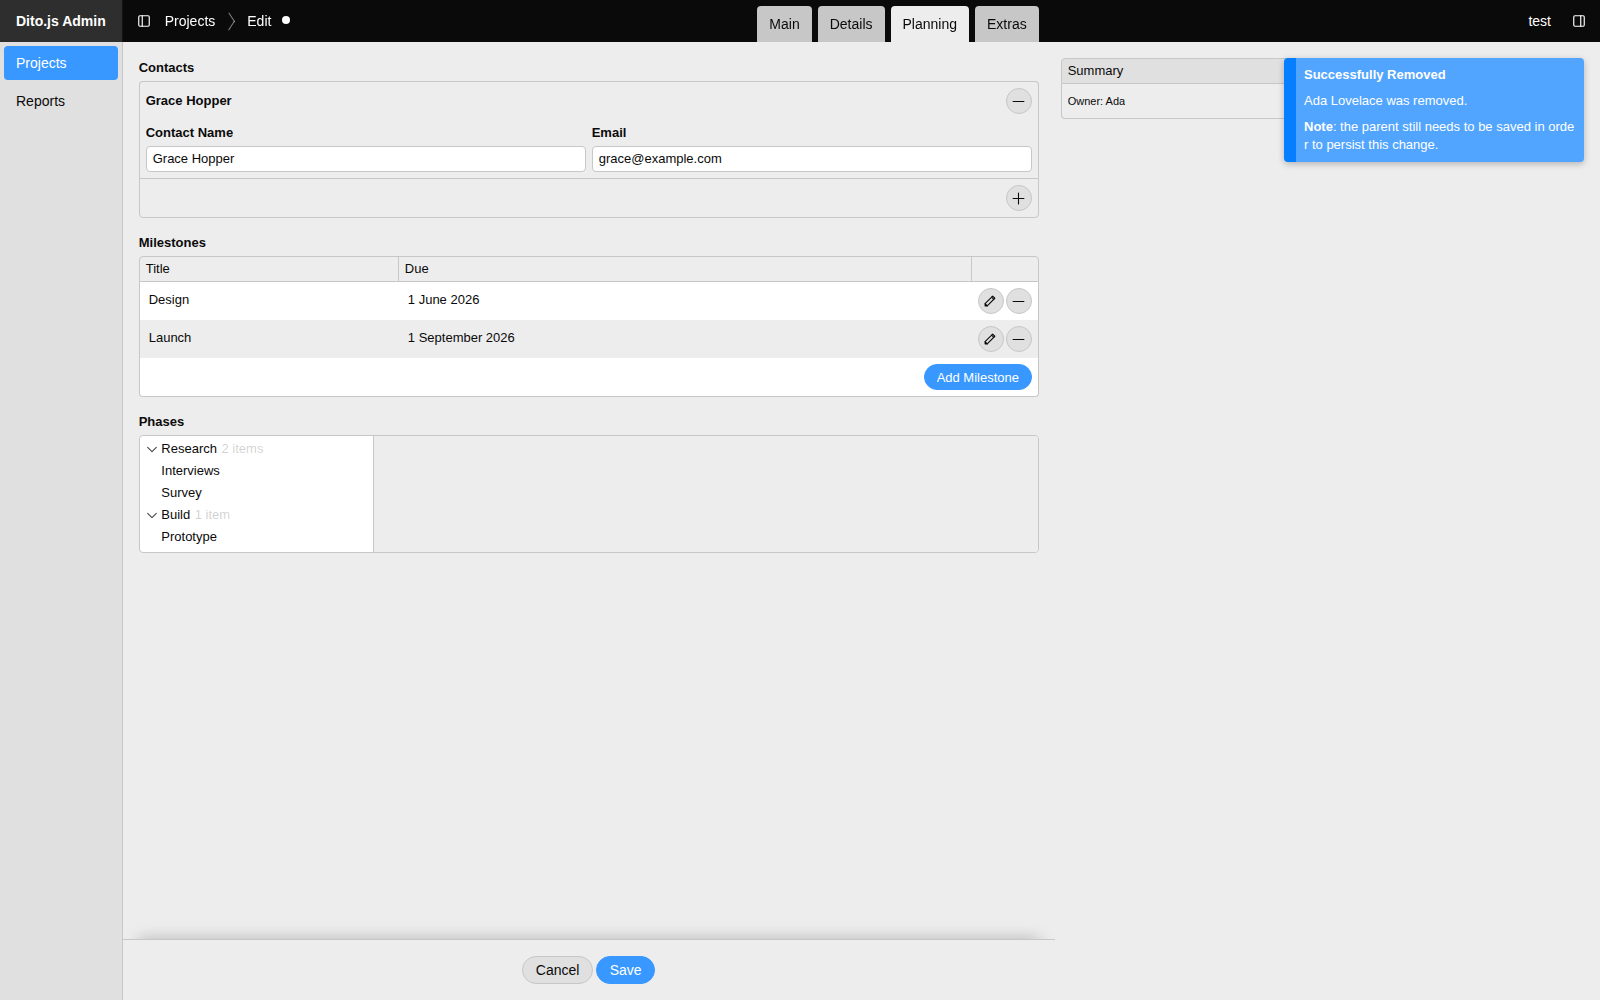 Dito.js Admin
Projects
Edit
Main
Details
Planning
Extras
test
Projects
Reports
Contacts
Grace Hopper
Contact Name
Email
Grace Hopper
grace@example.com
Milestones
Title
Due
Design
1 June 2026
Launch
1 September 2026
Add Milestone
Phases
Research 2 items
Interviews
Survey
Build 1 item
Prototype
Summary
Owner: Ada
Successfully Removed
Ada Lovelace was removed.
Note: the parent still needs to be saved in orde
r to persist this change.
Cancel
Save